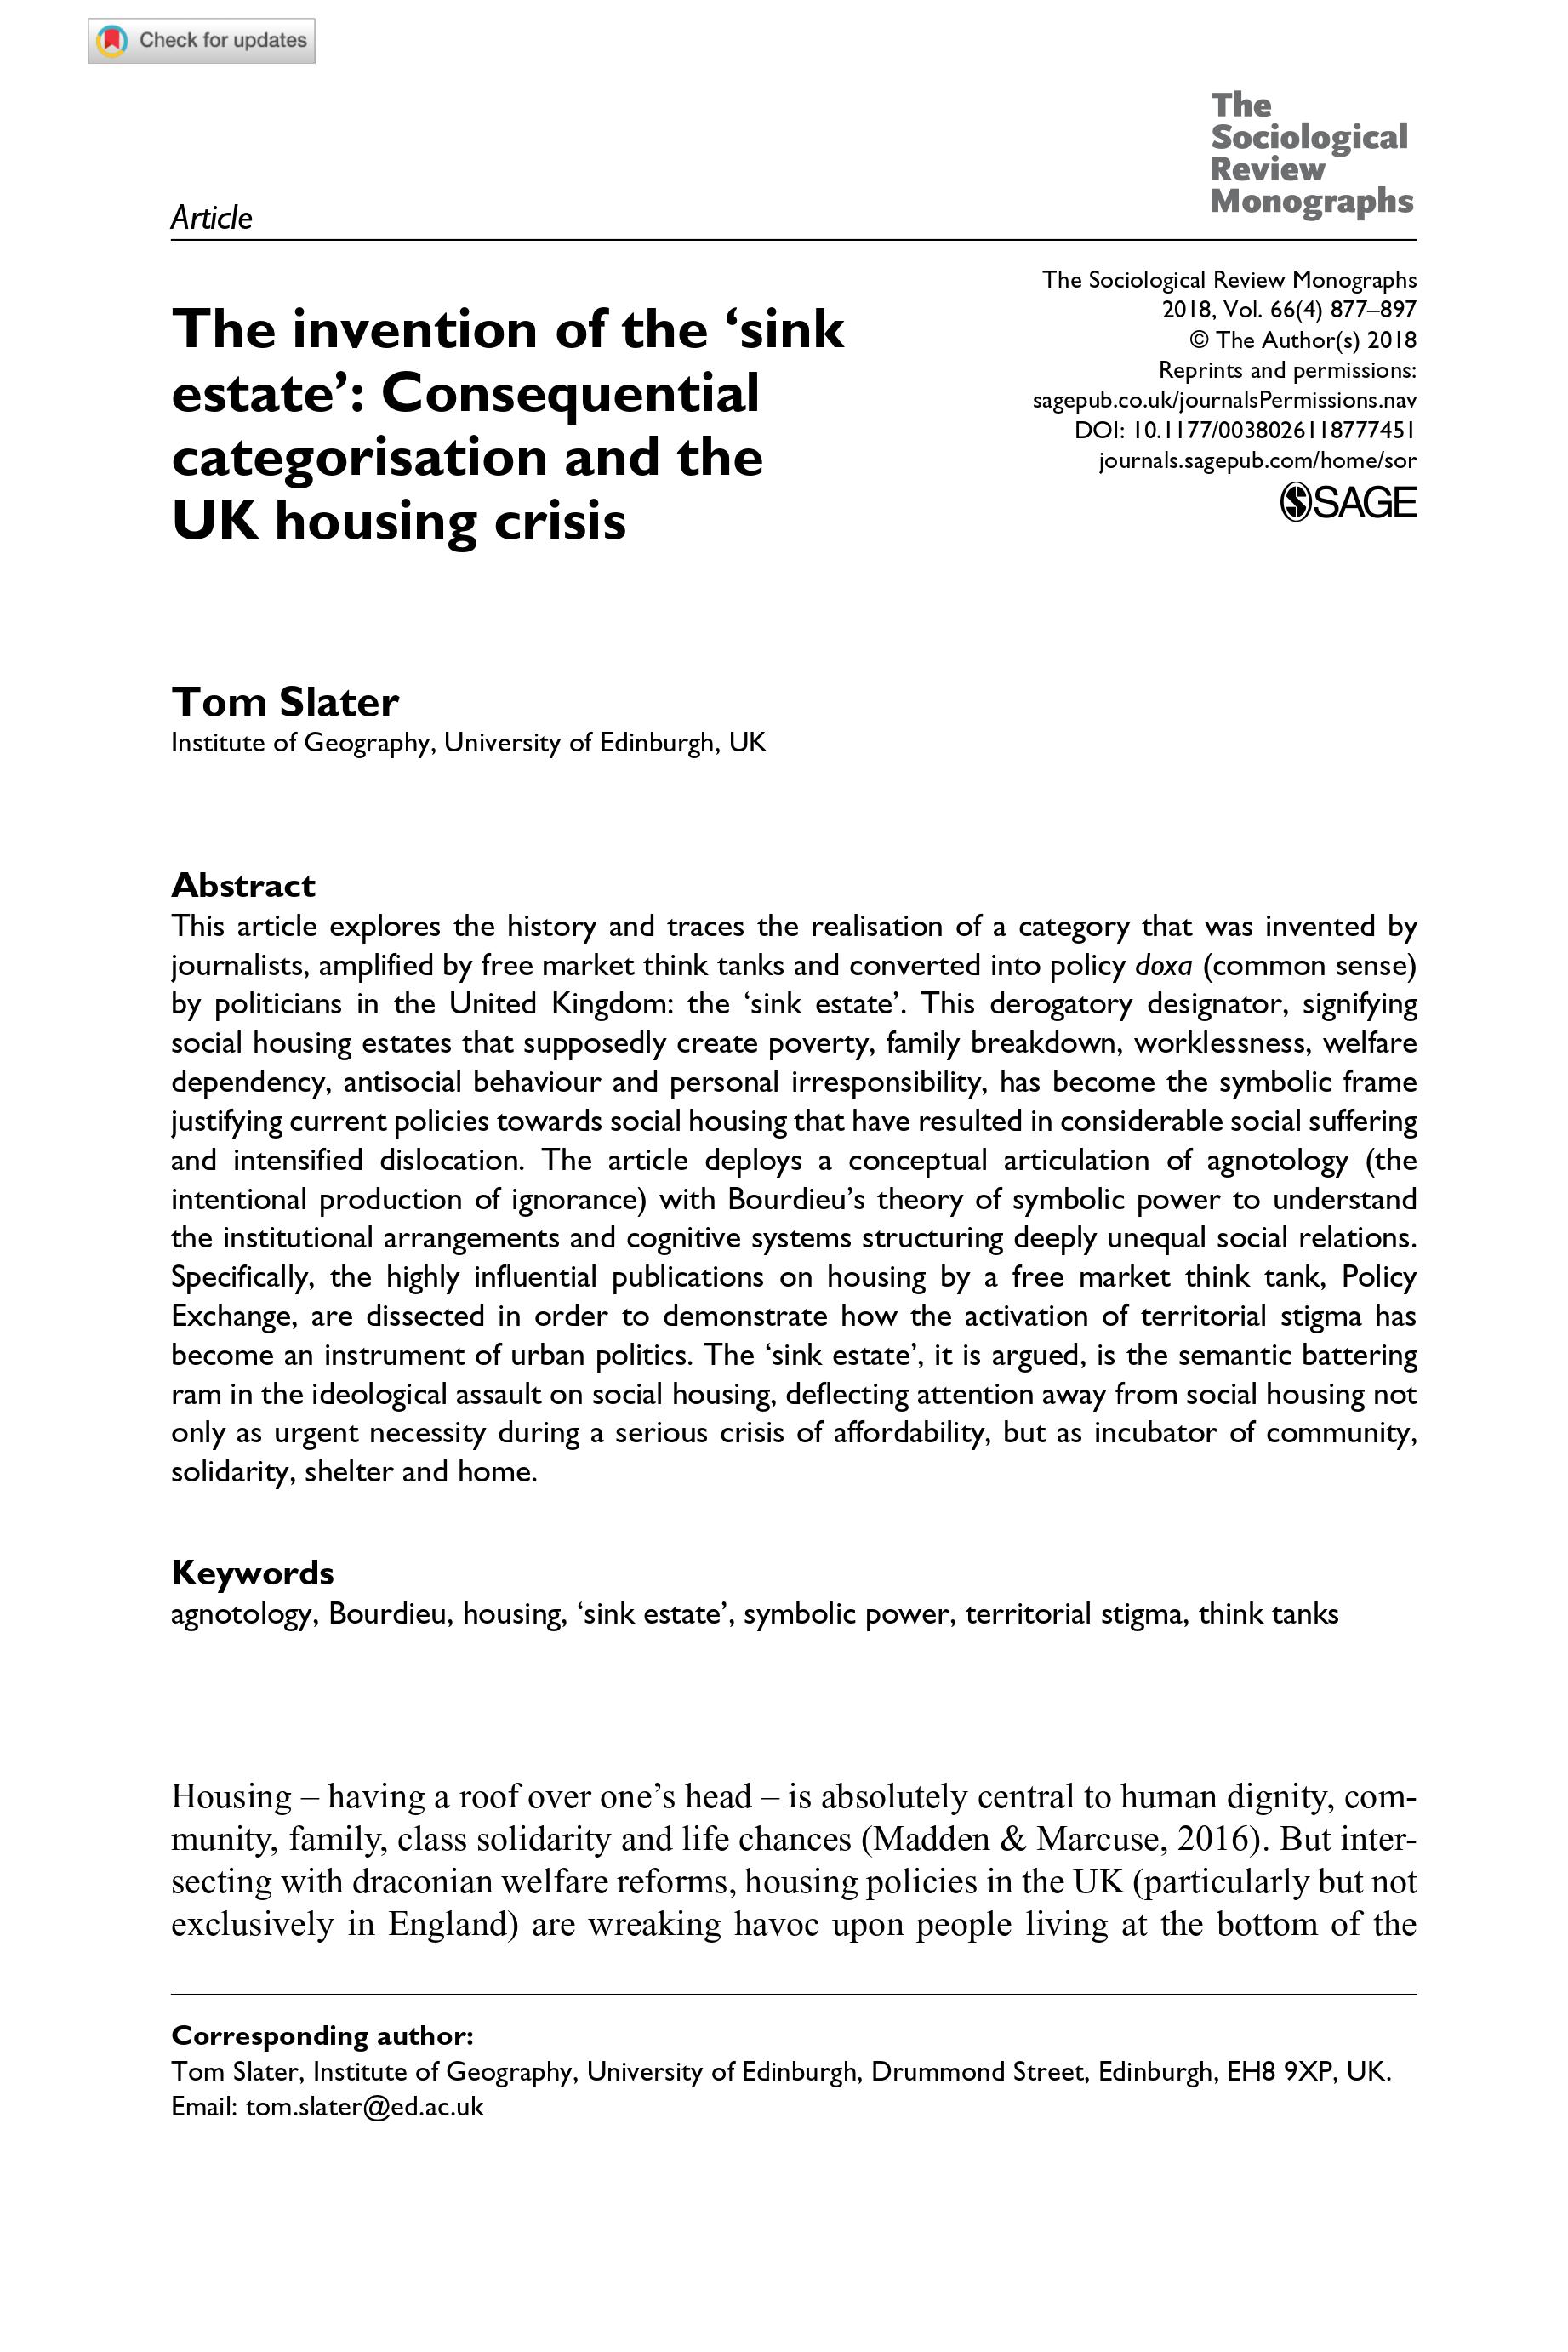 Check for updates
The
Sociological
Review
Monographs
Article
The Sociological Review Monographs
2018, Vol. 66(4) 877–897
© The Author(s) 2018
Reprints and permissions:
sagepub.co.uk/journalsPermissions.nav
DOI: 10.1177/0038026118777451
journals.sagepub.com/home/sor
SAGE
The invention of the ‘sink
estate’: Consequential
categorisation and the
UK housing crisis
Tom Slater
Institute of Geography, University of Edinburgh, UK
Abstract
This article explores the history and traces the realisation of a category that was invented by
journalists, amplified by free market think tanks and converted into policy doxa (common sense)
by politicians in the United Kingdom: the ‘sink estate’. This derogatory designator, signifying
social housing estates that supposedly create poverty, family breakdown, worklessness, welfare
dependency, antisocial behaviour and personal irresponsibility, has become the symbolic frame
justifying current policies towards social housing that have resulted in considerable social suffering
and intensified dislocation. The article deploys a conceptual articulation of agnotology (the
intentional production of ignorance) with Bourdieu’s theory of symbolic power to understand
the institutional arrangements and cognitive systems structuring deeply unequal social relations.
Specifically, the highly influential publications on housing by a free market think tank, Policy
Exchange, are dissected in order to demonstrate how the activation of territorial stigma has
become an instrument of urban politics. The ‘sink estate’, it is argued, is the semantic battering
ram in the ideological assault on social housing, deflecting attention away from social housing not
only as urgent necessity during a serious crisis of affordability, but as incubator of community,
solidarity, shelter and home.
Keywords
agnotology, Bourdieu, housing, ‘sink estate’, symbolic power, territorial stigma, think tanks
Housing – having a roof over one’s head – is absolutely central to human dignity, com-
munity, family, class solidarity and life chances (Madden & Marcuse, 2016). But inter-
secting with draconian welfare reforms, housing policies in the UK (particularly but not
exclusively in England) are wreaking havoc upon people living at the bottom of the
Corresponding author:
Tom Slater, Institute of Geography, University of Edinburgh, Drummond Street, Edinburgh, EH8 9XP, UK.
Email: tom.slater@ed.ac.uk